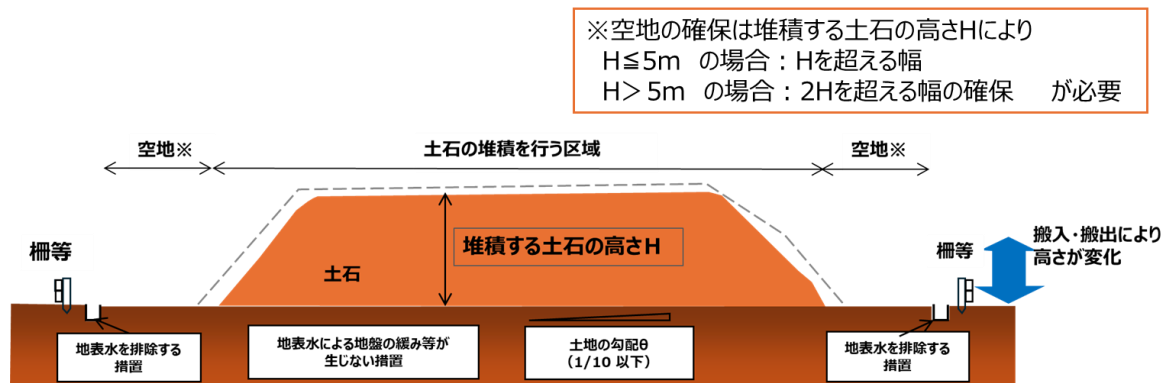 ※空地の確保は堆積する土石の高さHにより
H≦5m の場合：Hを超える幅
H＞5m の場合：2Hを超える幅の確保 が必要
空地※
土石の堆積を行う区域
空地※
堆積する土石の高さH
土石
柵等
柵等
搬入・搬出により
高さが変化
地表水を排除する
措置
地表水による地盤の緩み等が
生じない措置
土地の勾配θ
（1/10 以下）
地表水を排除する
措置